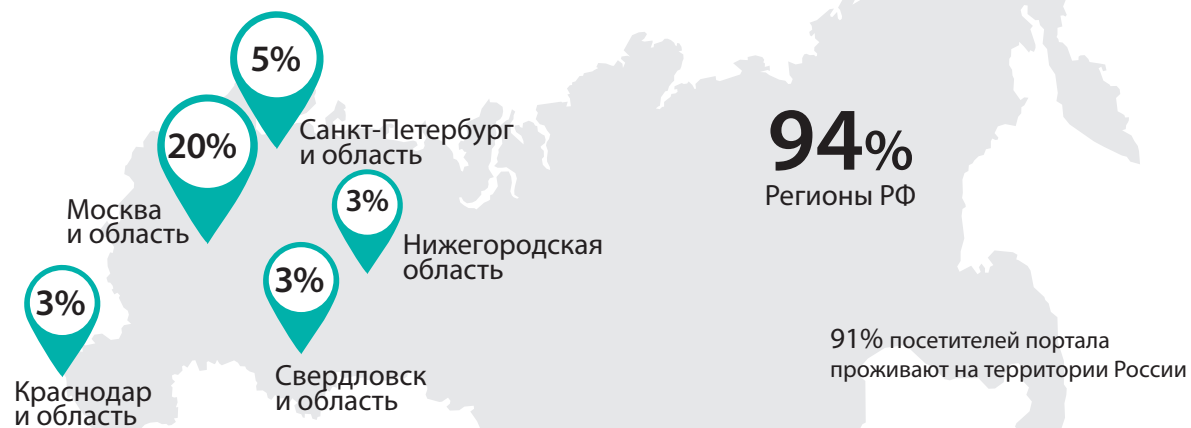 5%
Санкт-Петербург
и область
20%
Москва
и область
3%
Нижегородская
область
3%
Свердловск
и область
3%
Краснодар
и область
94%
Регионы РФ
91% посетителей портала
проживают на территории России